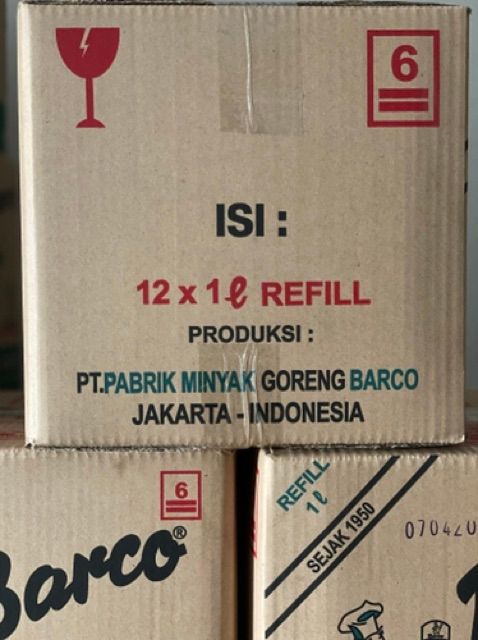 6
ISI :
12 x 1ℓ REFILL
PRODUKSI :
PT.PABRIK MINYAK GORENG BARCO
JAKARTA - INDONESIA
6
Barco®
REFILL
1ℓ
SEJAK 1950